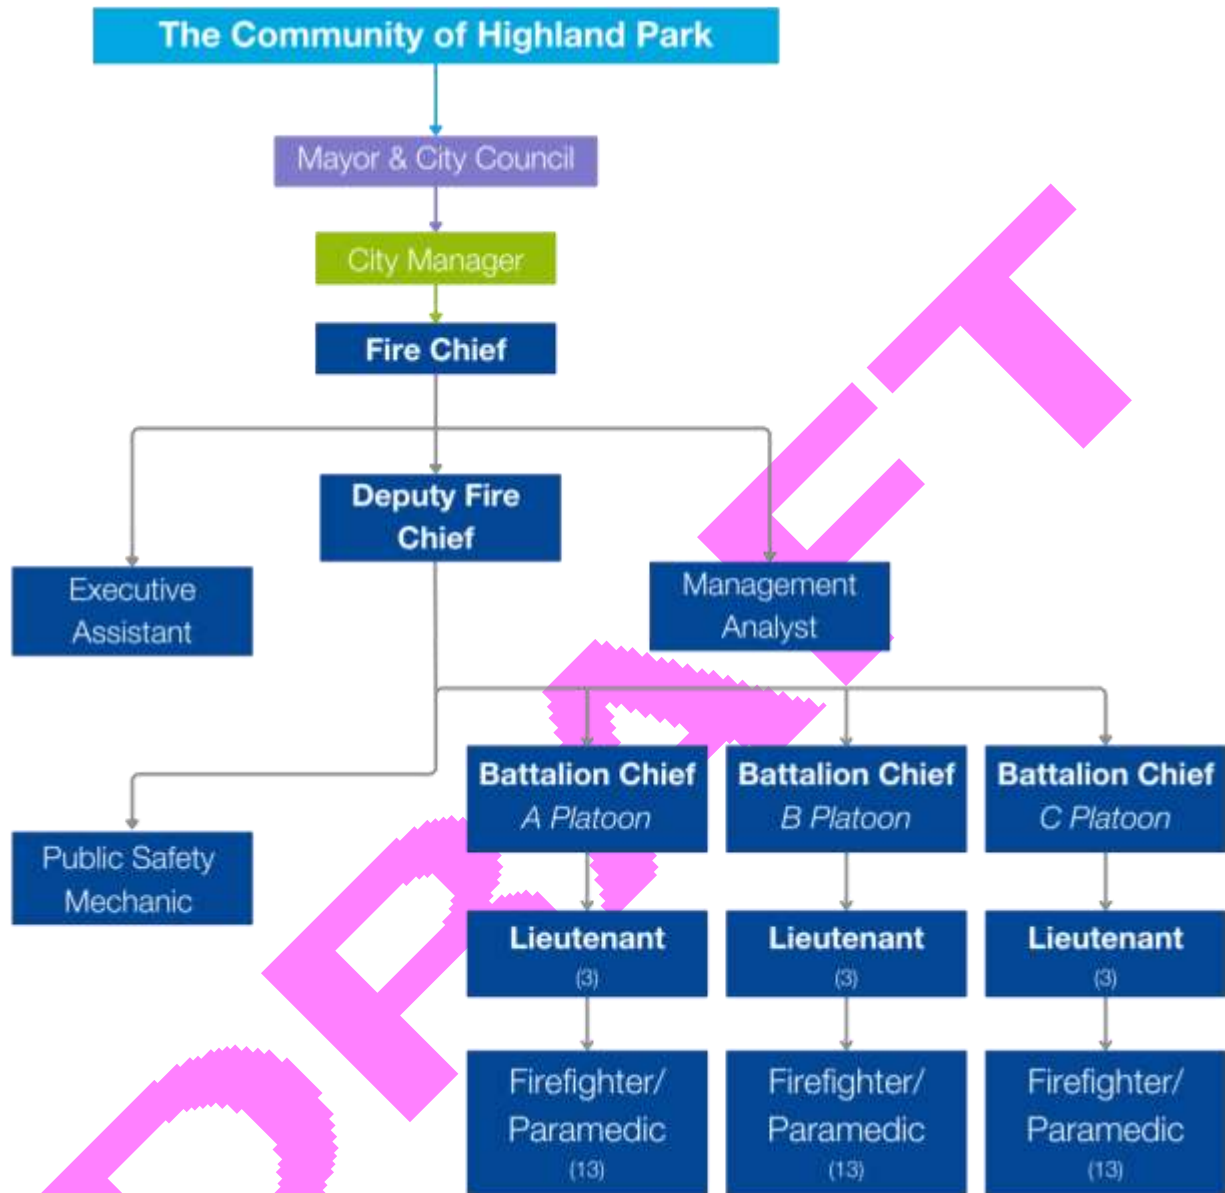 The Community of Highland Park
Mayor & City Council
City Manager
Fire Chief
Deputy Fire
Chief
Executive
Assistant
Management
Analyst
Battalion Chief
A Platoon
Battalion Chief
B Platoon
Battalion Chief
C Platoon
Public Safety
Mechanic
Lieutenant
(3)
Lieutenant
(3)
Lieutenant
(3)
Firefighter/
Paramedic
(13)
Firefighter/
Paramedic
(13)
Firefighter/
Paramedic
(13)
DRAFT